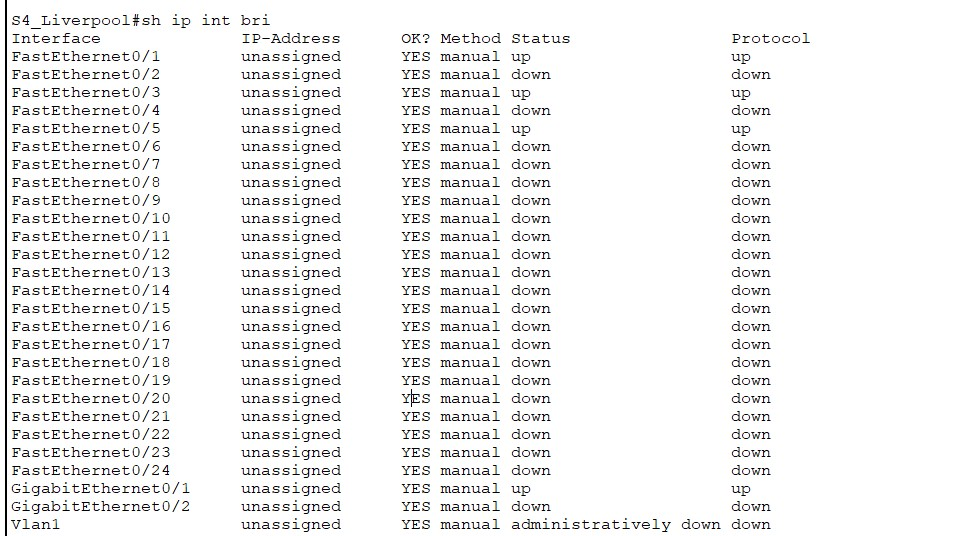 S4_Liverpool#sh ip int bri
Interface IP-Address OK? Method Status Protocol
FastEthernet0/1 unassigned YES manual up up
FastEthernet0/2 unassigned YES manual down down
FastEthernet0/3 unassigned YES manual up up
FastEthernet0/4 unassigned YES manual down down
FastEthernet0/5 unassigned YES manual up up
FastEthernet0/6 unassigned YES manual down down
FastEthernet0/7 unassigned YES manual down down
FastEthernet0/8 unassigned YES manual down down
FastEthernet0/9 unassigned YES manual down down
FastEthernet0/10 unassigned YES manual down down
FastEthernet0/11 unassigned YES manual down down
FastEthernet0/12 unassigned YES manual down down
FastEthernet0/13 unassigned YES manual down down
FastEthernet0/14 unassigned YES manual down down
FastEthernet0/15 unassigned YES manual down down
FastEthernet0/16 unassigned YES manual down down
FastEthernet0/17 unassigned YES manual down down
FastEthernet0/18 unassigned YES manual down down
FastEthernet0/19 unassigned YES manual down down
FastEthernet0/20 unassigned YES manual down down
FastEthernet0/21 unassigned YES manual down down
FastEthernet0/22 unassigned YES manual down down
FastEthernet0/23 unassigned YES manual down down
FastEthernet0/24 unassigned YES manual down down
GigabitEthernet0/1 unassigned YES manual up up
GigabitEthernet0/2 unassigned YES manual down down
Vlan1 unassigned YES manual administratively down down